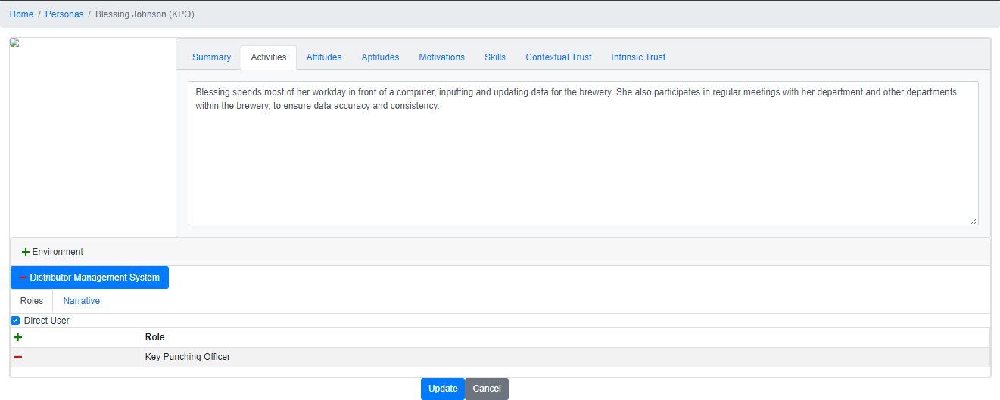 Home / Personas / Blessing Johnson (KPO)
Summary Activities Attitudes Aptitudes Motivations Skills Contextual Trust Intrinsic Trust
Blessing spends most of her workday in front of a computer, inputting and updating data for the brewery. She also participates in regular meetings with her department and other departments
within the brewery, to ensure data accuracy and consistency.
Environment
Distributor Management System
Roles Narrative
Direct User
Role
Key Punching Officer
Update Cancel